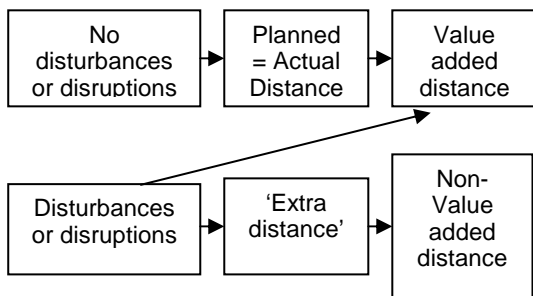 No
disturbances
or disruptions
Planned
= Actual
Distance
Value
added
distance
Disturbances
or disruptions
‘Extra
distance’
Non-
Value
added
distance